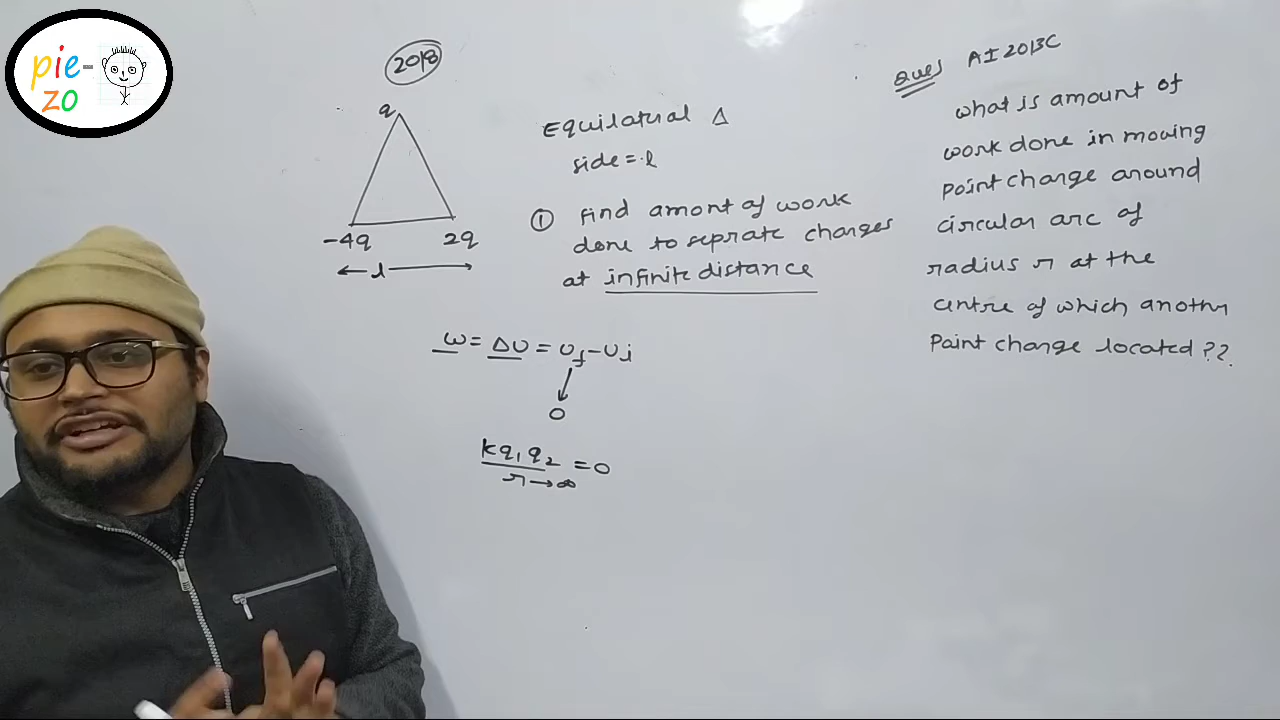 pie-
zo
2018
q
-4q 2q
l
Equilatral Δ
side = l
① find amont of work
done to seprate charges
at infinite distance
w = ΔU = Uf - Ui
0
kq1q2 = 0
r→∞
Ques AI 2013C
what is amount of
work done in moving
point charge around
circular arc of
radius r at the
centre of which another
Point charge located ??